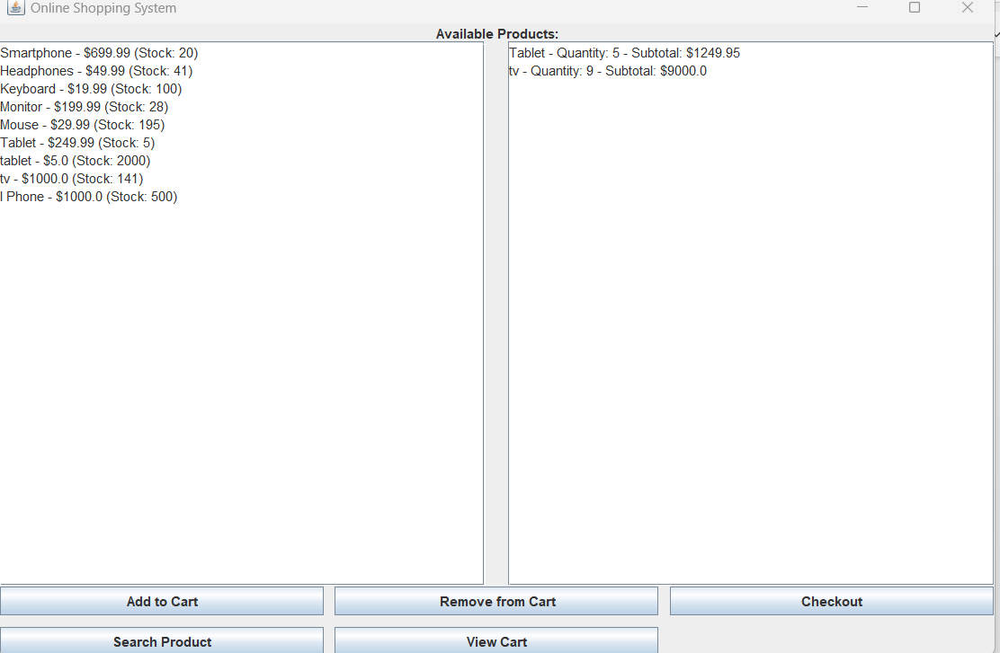 Online Shopping System
Available Products:
Smartphone - $699.99 (Stock: 20)
Headphones - $49.99 (Stock: 41)
Keyboard - $19.99 (Stock: 100)
Monitor - $199.99 (Stock: 28)
Mouse - $29.99 (Stock: 195)
Tablet - $249.99 (Stock: 5)
tablet - $5.0 (Stock: 2000)
tv - $1000.0 (Stock: 141)
I Phone - $1000.0 (Stock: 500)
Tablet - Quantity: 5 - Subtotal: $1249.95
tv - Quantity: 9 - Subtotal: $9000.0
Add to Cart
Remove from Cart
Checkout
Search Product
View Cart